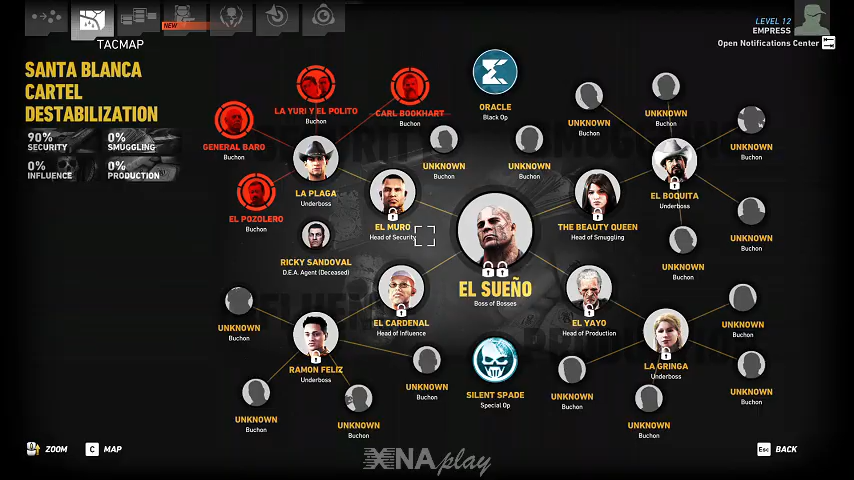 NEW
TACMAP
LEVEL 12
EMPRESS
Open Notifications Center
SANTA BLANCA
CARTEL
DESTABILIZATION
90%
SECURITY
0%
SMUGGLING
0%
INFLUENCE
0%
PRODUCTION
LA YURI Y EL POLITO
Buchon
CARL BOOKHART
Buchon
ORACLE
Black Op
UNKNOWN
Buchon
UNKNOWN
Buchon
GENERAL BARO
Buchon
UNKNOWN
Buchon
UNKNOWN
Buchon
UNKNOWN
Buchon
LA PLAGA
Underboss
EL BOQUITA
Underboss
EL POZOLERO
Buchon
EL MURO
Head of Security
THE BEAUTY QUEEN
Head of Smuggling
UNKNOWN
Buchon
RICKY SANDOVAL
D.E.A. Agent (Deceased)
UNKNOWN
Buchon
EL SUEÑO
Boss of Bosses
UNKNOWN
Buchon
EL CARDENAL
Head of Influence
EL YAYO
Head of Production
UNKNOWN
Buchon
RAMON FELIZ
Underboss
LA GRINGA
Underboss
UNKNOWN
Buchon
SILENT SPADE
Special Op
UNKNOWN
Buchon
UNKNOWN
Buchon
UNKNOWN
Buchon
UNKNOWN
Buchon
UNKNOWN
Buchon
ZOOM
C MAP
Esc BACK
XNAplay